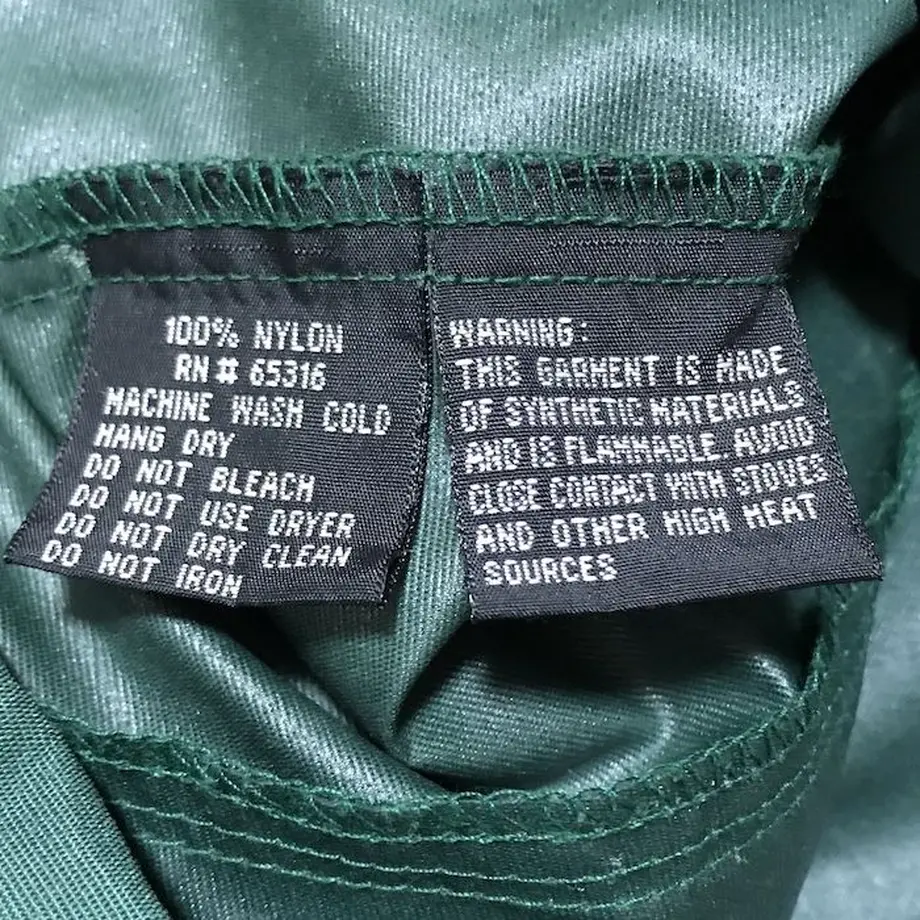 100% NYLON
RN # 65316
MACHINE WASH COLD
HANG DRY
DO NOT BLEACH
DO NOT USE DRYER
DO NOT DRY CLEAN
DO NOT IRON
WARNING:
THIS GARMENT IS MADE
OF SYNTHETIC MATERIALS
AND IS FLAMMABLE. AVOID
CLOSE CONTACT WITH STOVES
AND OTHER HIGH HEAT
SOURCES